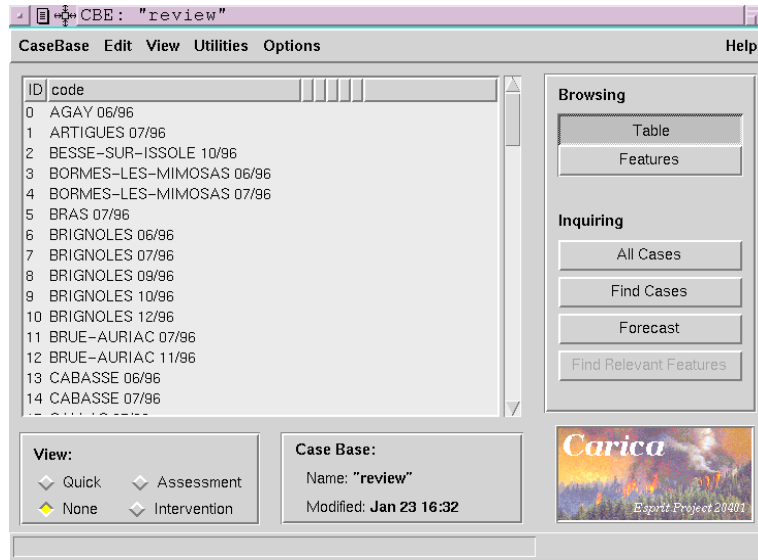 CBE: "review"
CaseBase Edit View Utilities Options Help
ID code
0 AGAY 06/96
1 ARTIGUES 07/96
2 BESSE-SUR-ISSOLE 10/96
3 BORMES-LES-MIMOSAS 06/96
4 BORMES-LES-MIMOSAS 07/96
5 BRAS 07/96
6 BRIGNOLES 06/96
7 BRIGNOLES 07/96
8 BRIGNOLES 09/96
9 BRIGNOLES 10/96
10 BRIGNOLES 12/96
11 BRUE-AURIAC 07/96
12 BRUE-AURIAC 11/96
13 CABASSE 06/96
14 CABASSE 07/96
Browsing
Table
Features
Inquiring
All Cases
Find Cases
Forecast
Find Relevant Features
View:
Quick Assessment
None Intervention
Case Base:
Name: "review"
Modified: Jan 23 16:32
Carica
Esprit Project 20401